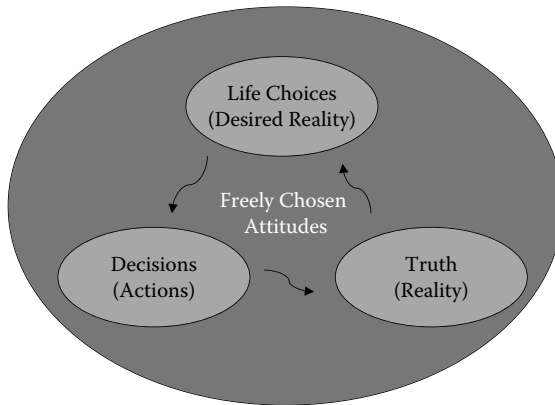 Life Choices
(Desired Reality)
Freely Chosen
Attitudes
Decisions
(Actions)
Truth
(Reality)